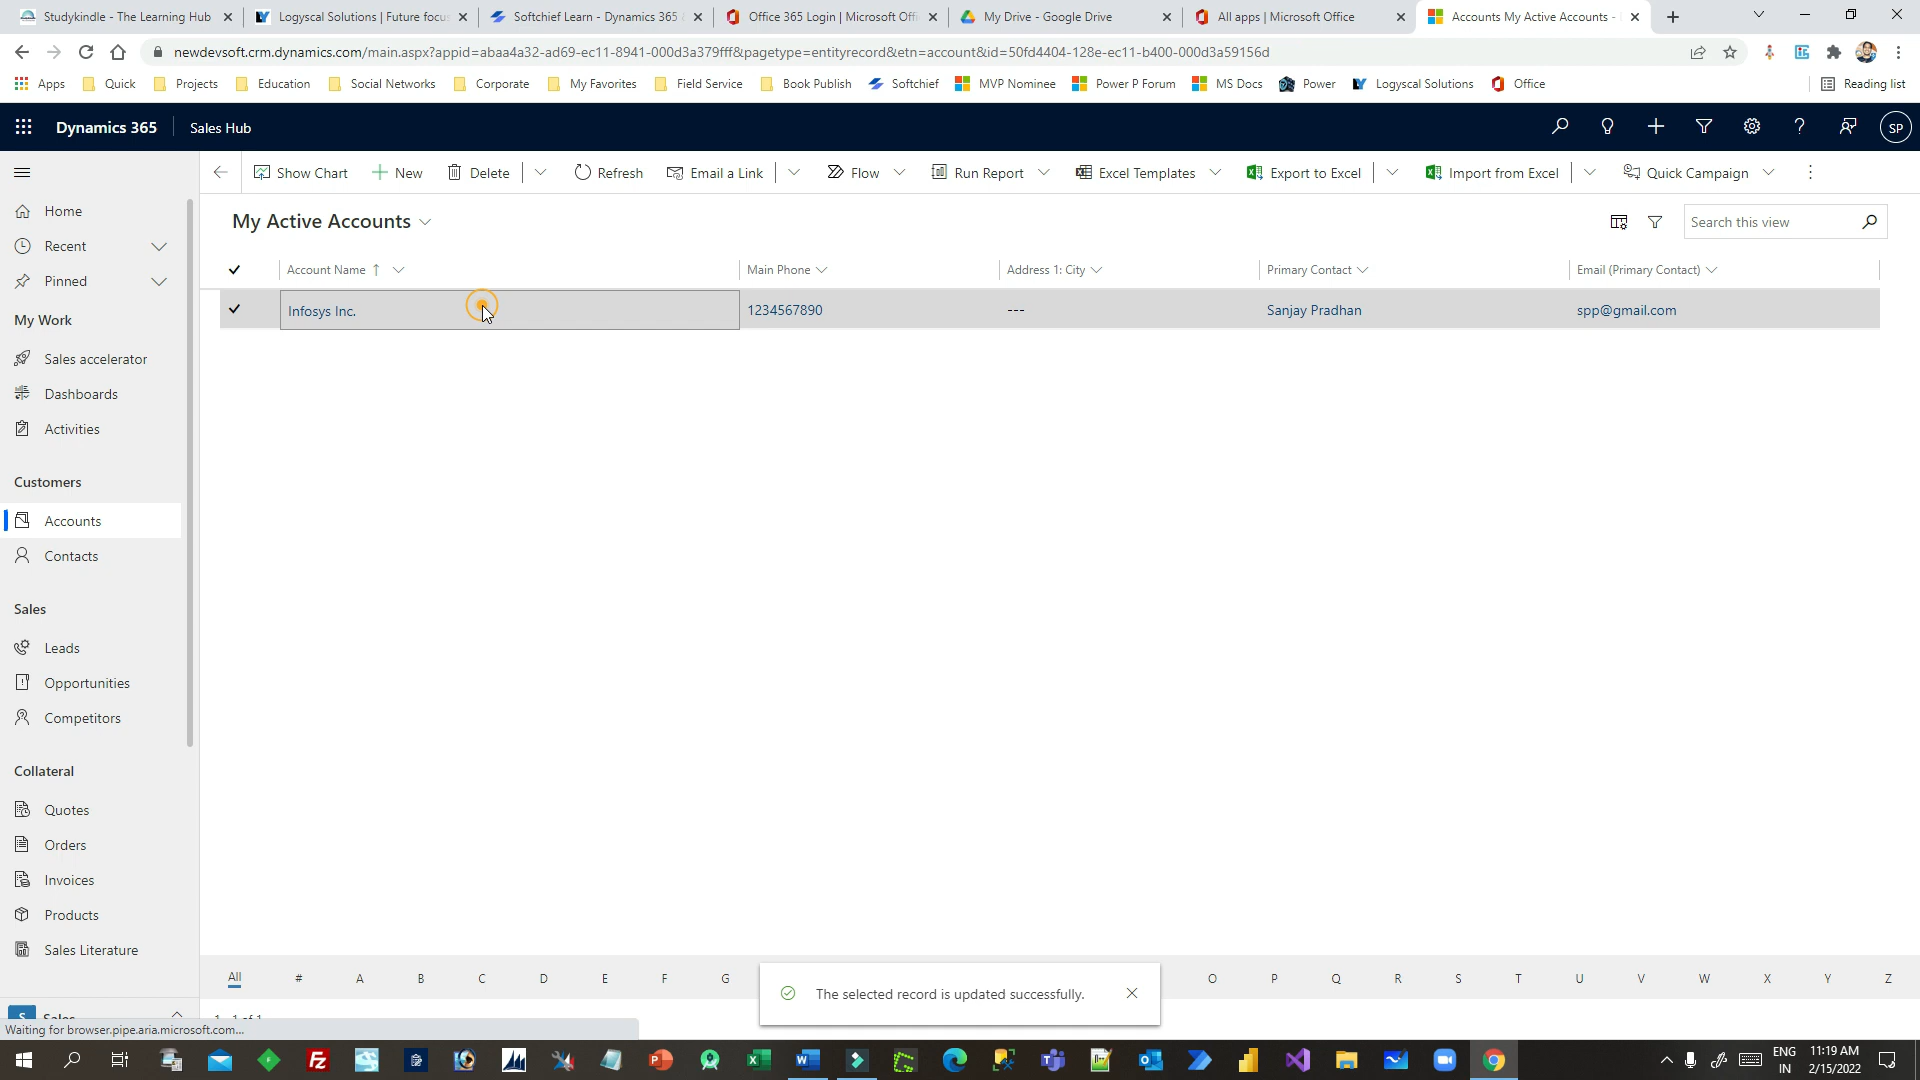 Studykindle - The Learning Hub
Logyscal Solutions | Future focu
Softchief Learn - Dynamics 365
Office 365 Login | Microsoft Offi
My Drive - Google Drive
All apps | Microsoft Office
Accounts My Active Accounts -
newdevsoft.crm.dynamics.com/main.aspx?appid=abaa4a32-ad69-ec11-8941-000d3a379fff&pagetype=entityrecord&etn=account&id=50fd4404-128e-ec11-b400-000d3a59156d
Apps Quick Projects Education Social Networks Corporate My Favorites Field Service Book Publish Softchief MVP Nominee Power P Forum MS Docs Power Logyscal Solutions Office Reading list
Dynamics 365 Sales Hub SP
Show Chart New Delete Refresh Email a Link Flow Run Report Excel Templates Export to Excel Import from Excel Quick Campaign
Home
Recent
Pinned
My Work
Sales accelerator
Dashboards
Activities
Customers
Accounts
Contacts
Sales
Leads
Opportunities
Competitors
Collateral
Quotes
Orders
Invoices
Products
Sales Literature
My Active Accounts
Search this view
Account Name Main Phone Address 1: City Primary Contact Email (Primary Contact)
Infosys Inc. 1234567890 --- Sanjay Pradhan spp@gmail.com
All # A B C D E F G O P Q R S T U V W X Y Z
The selected record is updated successfully.
S Sales
1 - 1 of 1
Waiting for browser.pipe.aria.microsoft.com...
ENG
IN
11:19 AM
2/15/2022